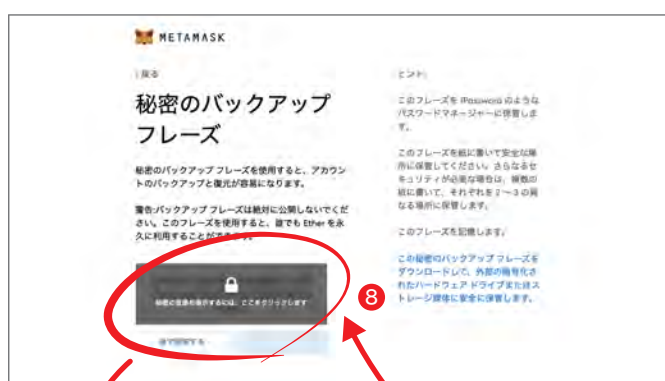 METAMASK
戻る
秘密のバックアップ
フレーズ
秘密のバックアップ フレーズを使用すると、アカウン
トのバックアップと復元が容易になります。
警告:バックアップ フレーズは絶対に公開しないでくだ
さい。このフレーズを使用すると、誰でも Ether を永
久に利用することができます。
秘密の言葉を表示するには、ここをクリックします
後で確認する
ヒント:
このフレーズを 1Password のような
パスワードマネージャーに保管しま
す。
このフレーズを紙に書いて安全な場
所に保管してください。さらなるセ
キュリティが必要な場合は、複数の
紙に書いて、それぞれを 2 〜 3 の異
なる場所に保管します。
このフレーズを記憶します。
この秘密のバックアップ フレーズを
ダウンロードして、外部の暗号化さ
れたハードウェア ドライブまたはス
トレージ媒体に安全に保管します。
8